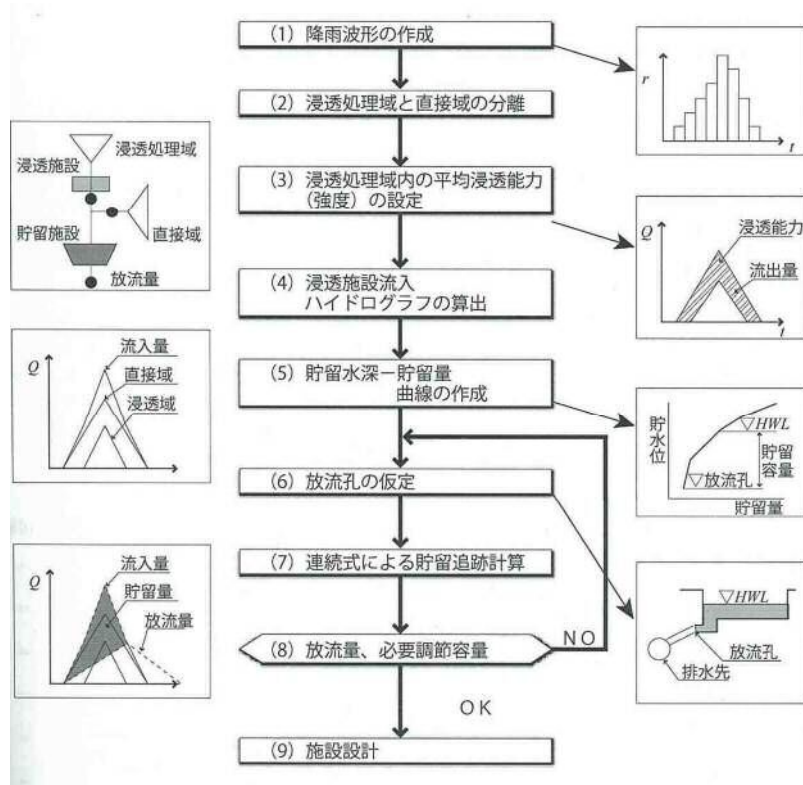 (1) 降雨波形の作成
(2) 浸透処理域と直接域の分離
(3) 浸透処理域内の平均浸透能力
(強度) の設定
(4) 浸透施設流入
ハイドログラフの算出
(5) 貯留水深－貯留量
曲線の作成
(6) 放流孔の仮定
(7) 連続式による貯留追跡計算
(8) 放流量、必要調節容量
NO
OK
(9) 施設設計
浸透処理域
浸透施設
貯留施設
直接域
放流量
Q
流入量
直接域
浸透域
Q
流入量
貯留量
放流量
r
t
Q
浸透能力
流出量
t
貯水位
▽HWL
貯留容量
▽放流孔
貯留量
▽HWL
放流孔
排水先